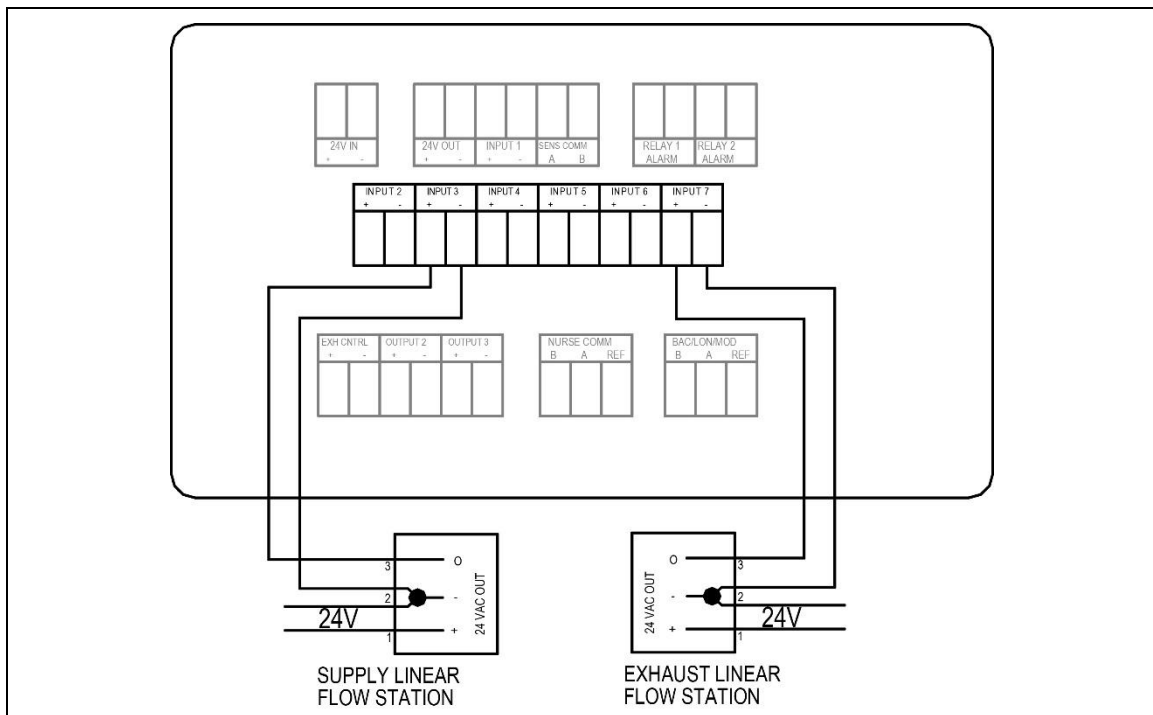 24V IN
+ -
24V OUT INPUT 1 SENS COMM
+ - + - A B
RELAY 1 RELAY 2
ALARM ALARM
INPUT 2 INPUT 3 INPUT 4 INPUT 5 INPUT 6 INPUT 7
+ - + - + - + - + - + -
EXH CNTRL OUTPUT 2 OUTPUT 3
+ - + - + -
NURSE COMM
B A REF
BAC/LON/MOD
B A REF
3 O
2 -
24V
1 +
24 VAC OUT
SUPPLY LINEAR
FLOW STATION
O 3
- 2
24V
+ 1
24 VAC OUT
EXHAUST LINEAR
FLOW STATION